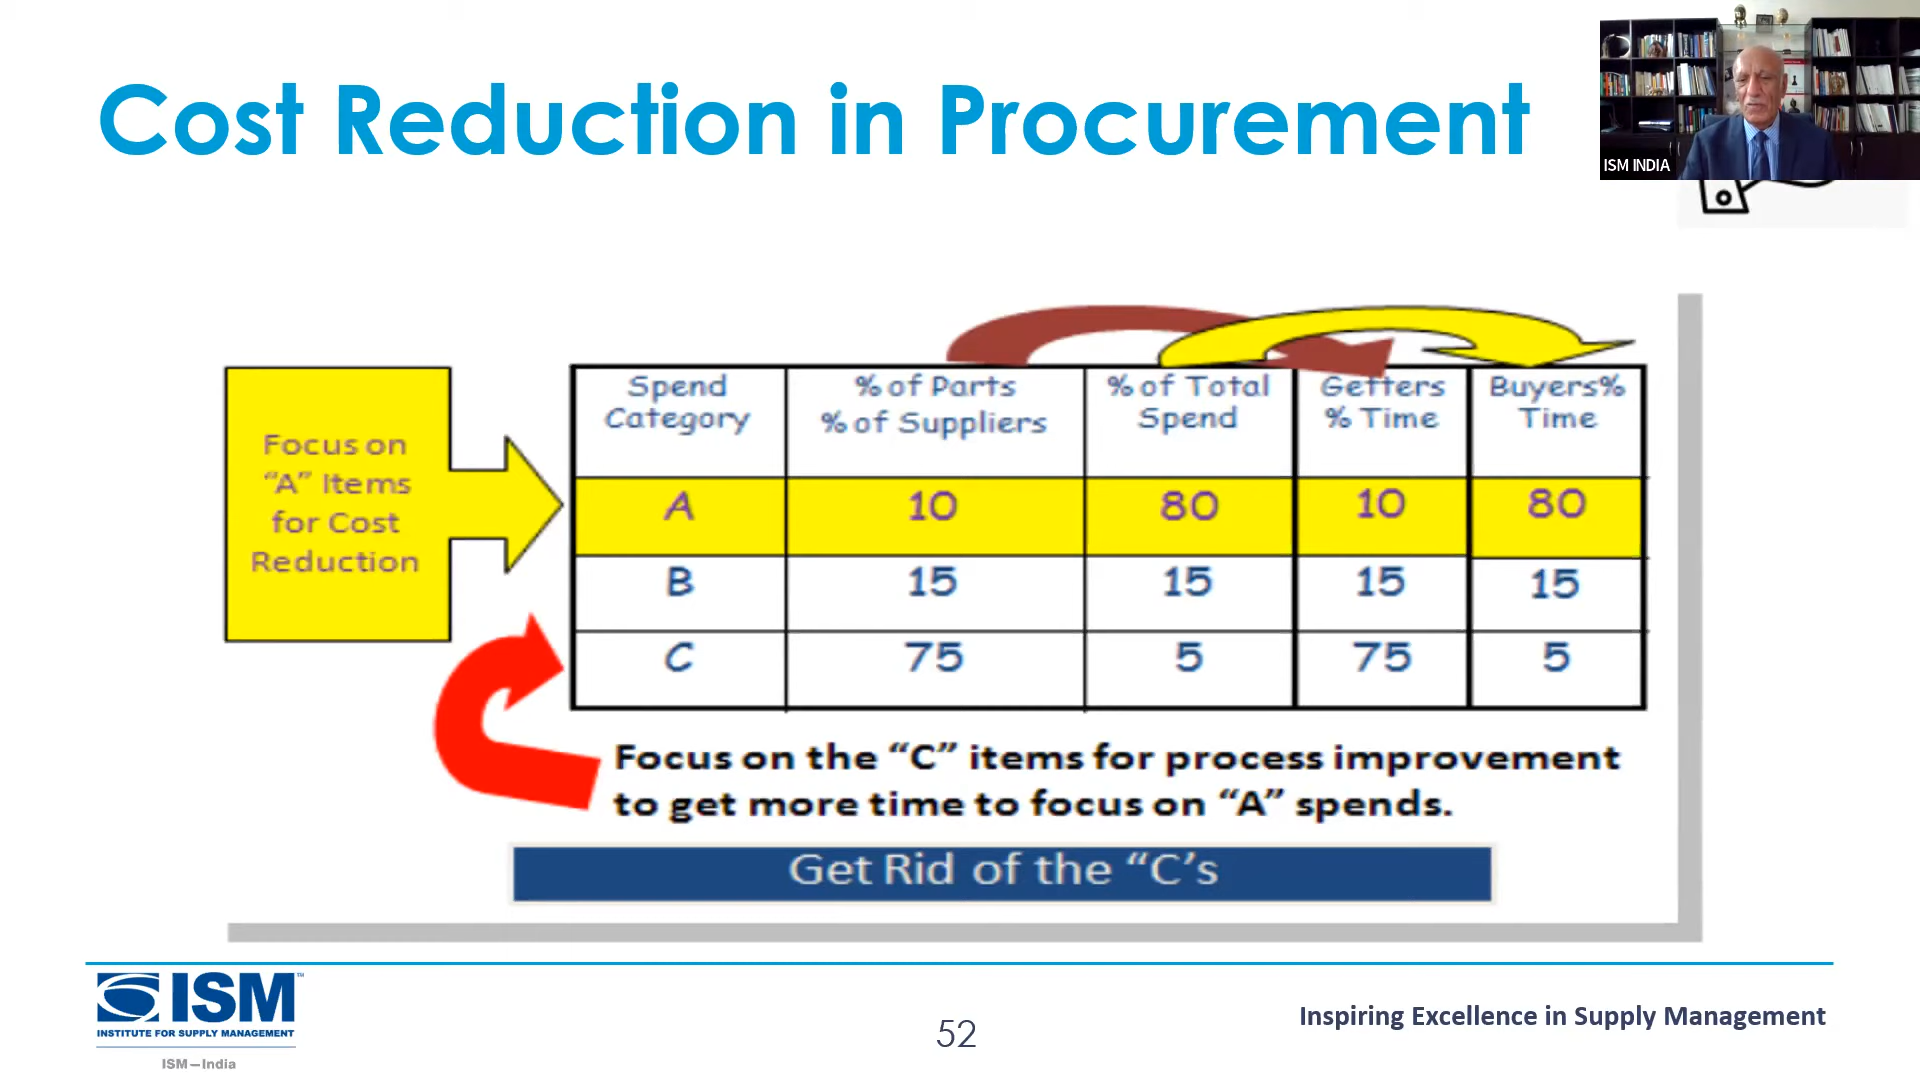 Cost Reduction in Procurement
ISM INDIA
Focus on
“A” Items
for Cost
Reduction
Spend
Category
% of Parts
% of Suppliers
% of Total
Spend
Getters
% Time
Buyers%
Time
A 10 80 10 80
B 15 15 15 15
C 75 5 75 5
Focus on the “C” items for process improvement
to get more time to focus on “A” spends.
Get Rid of the “C’s
ISM™
INSTITUTE FOR SUPPLY MANAGEMENT
ISM—India
52
Inspiring Excellence in Supply Management